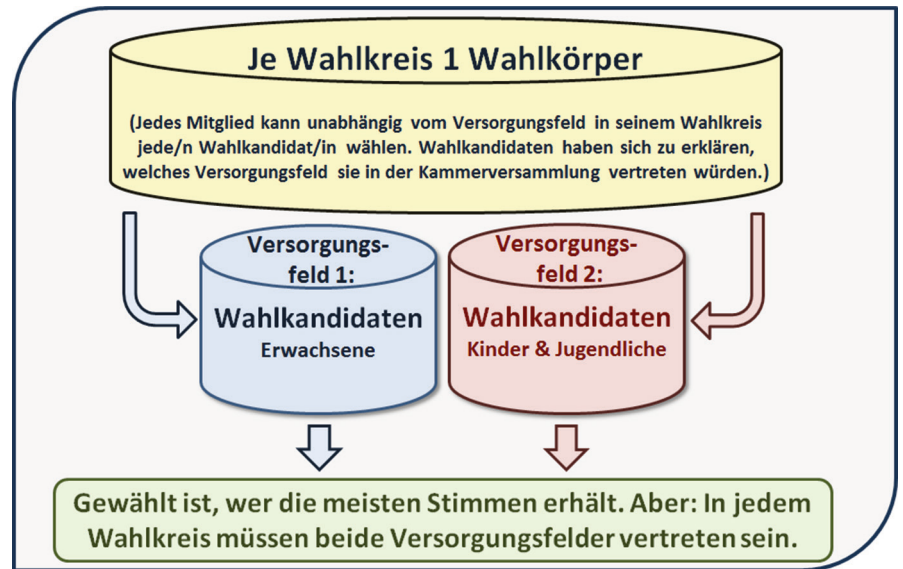 Je Wahlkreis 1 Wahlkörper
(Jedes Mitglied kann unabhängig vom Versorgungsfeld in seinem Wahlkreis
jede/n Wahlkandidat/in wählen. Wahlkandidaten haben sich zu erklären,
welches Versorgungsfeld sie in der Kammerversammlung vertreten würden.)
Versorgungs-
feld 1:
Wahlkandidaten
Erwachsene
Versorgungs-
feld 2:
Wahlkandidaten
Kinder & Jugendliche
Gewählt ist, wer die meisten Stimmen erhält. Aber: In jedem
Wahlkreis müssen beide Versorgungsfelder vertreten sein.